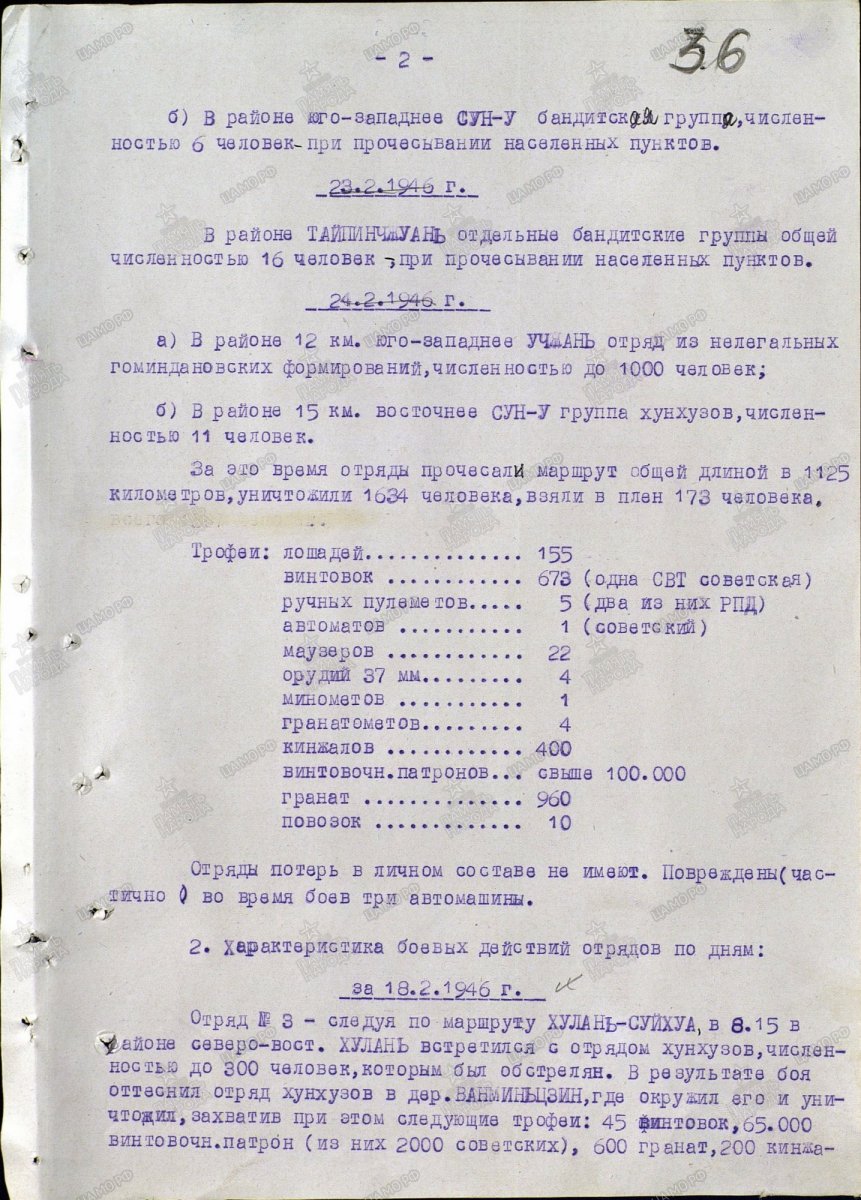 - 2 -
36
б) В районе юго-западнее СУН-У бандитская группа,числен-
ностью 6 человек-при прочесывании населенных пунктов.
23.2.1946 г.
В районе ТАЙПИНЧЖУАНЬ отдельные бандитские группы общей
численностью 16 человек -при прочесывании населенных пунктов.
24.2.1946 г.
а) В районе 12 км. юго-западнее УЧЖАНЬ отряд из нелегальных
гоминдановских формирований,численностью до 1000 человек;
б) В районе 15 км. восточнее СУН-У группа хунхузов,числен-
ностью 11 человек.
За это время отряды прочесали маршрут общей длиной в 1125
километров,уничтожили 1634 человека,взяли в плен 173 человека.
Трофеи: лошадей.............. 155
винтовок ............ 673 (одна СВТ советская)
ручных пулеметов..... 5 (два из них РПД)
автоматов ........... 1 (советский)
маузеров ............ 22
орудий 37 мм......... 4
минометов ........... 1
гранатометов......... 4
кинжалов ............ 400
винтовочн.патронов... свыше 100.000
гранат .............. 960
повозок ............. 10
Отряды потерь в личном составе не имеют. Повреждены(час-
тично ) во время боев три автомашины.
2. Характеристика боевых действий отрядов по дням:
за 18.2.1946 г.
Отряд № 3 - следуя по маршруту ХУЛАНЬ-СУЙХУА, в 8.15 в
районе северо-вост. ХУЛАНЬ встретился с отрядом хунхузов,числен-
ностью до 300 человек,которым был обстрелян. В результате боя
оттеснил отряд хунхузов в дер.ВАНМИНЬЦЗИН,где окружил его и уни-
чтожил,захватив при этом следующие трофеи: 45 винтовок,65.000
винтовочн.патрон (из них 2000 советских), 600 гранат,200 кинжа-